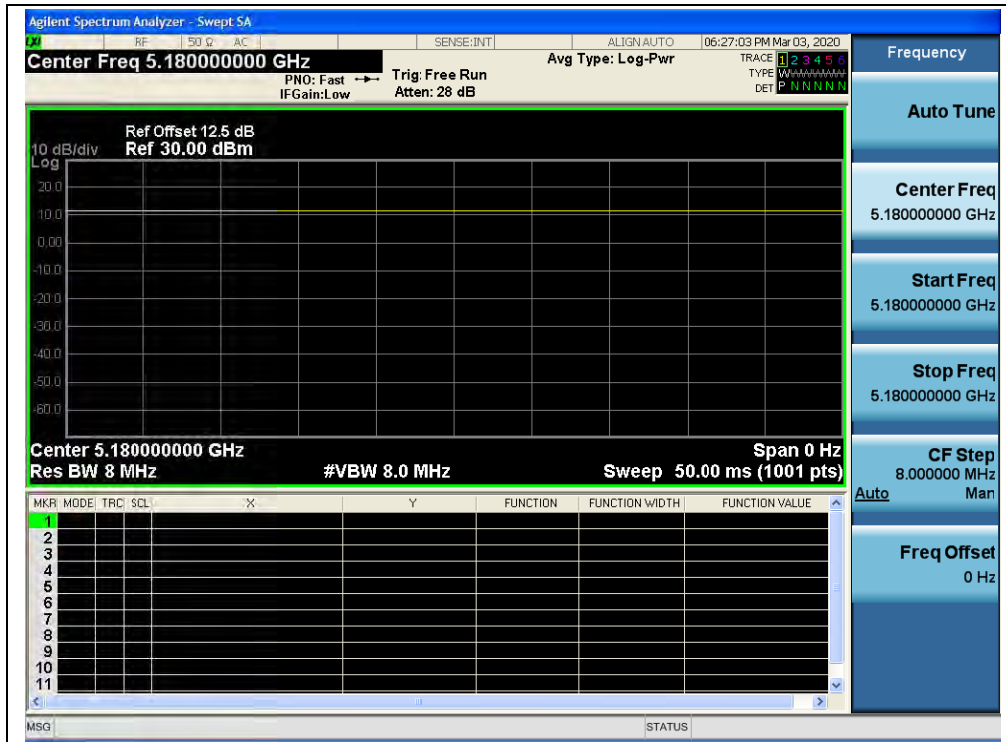 Agilent Spectrum Analyzer - Swept SA
RF 50 Ω AC SENSE:INT ALIGN AUTO 06:27:03 PM Mar 03, 2020
Center Freq 5.180000000 GHz
PNO: Fast
IFGain:Low
Trig: Free Run
Atten: 28 dB
Avg Type: Log-Pwr
TRACE 1 2 3 4 5 6
TYPE
DET P N N N N N
Ref Offset 12.5 dB
10 dB/div Ref 30.00 dBm
Log
20.0
10.0
0.00
-10.0
-20.0
-30.0
-40.0
-50.0
-60.0
Center 5.180000000 GHz Span 0 Hz
Res BW 8 MHz #VBW 8.0 MHz Sweep 50.00 ms (1001 pts)
MKR MODE TRC SCL X Y FUNCTION FUNCTION WIDTH FUNCTION VALUE
1
2
3
4
5
6
7
8
9
10
11
MSG STATUS
Frequency
Auto Tune
Center Freq
5.180000000 GHz
Start Freq
5.180000000 GHz
Stop Freq
5.180000000 GHz
CF Step
8.000000 MHz
Auto Man
Freq Offset
0 Hz